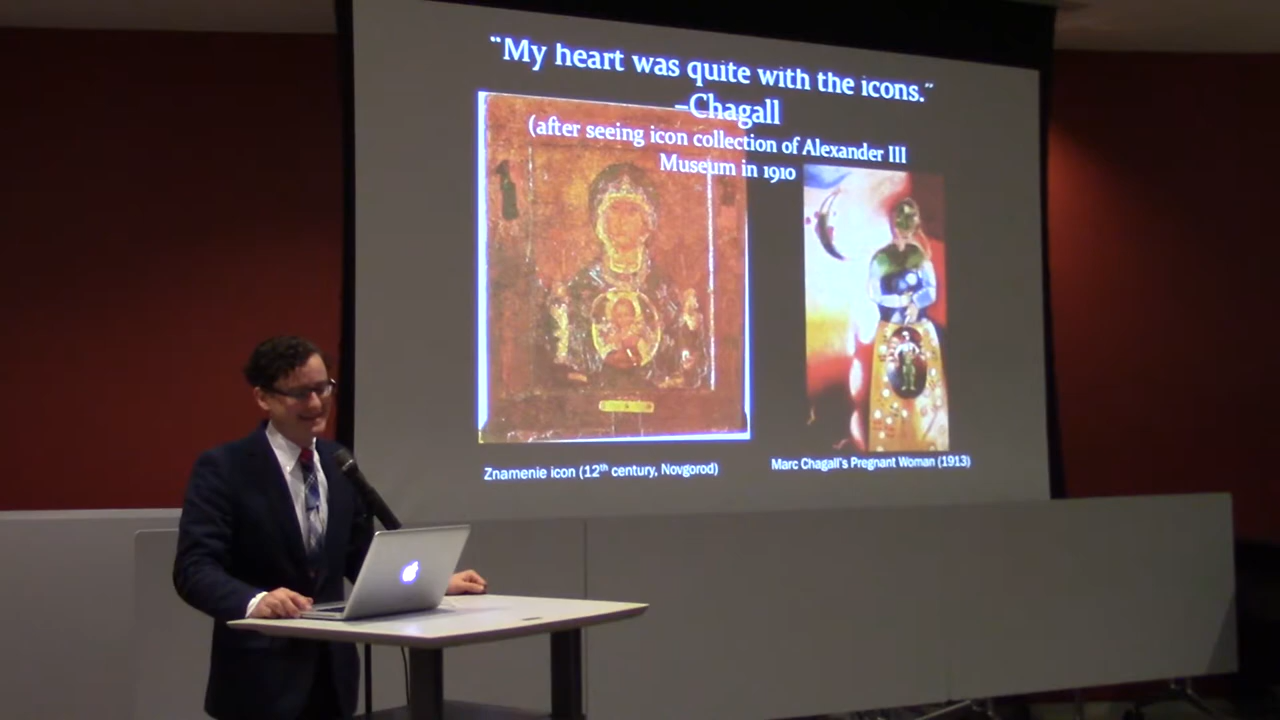 "My heart was quite with the icons."
–Chagall
(after seeing icon collection of Alexander III
Museum in 1910
Znamenie icon (12th century, Novgorod)
Marc Chagall's Pregnant Woman (1913)